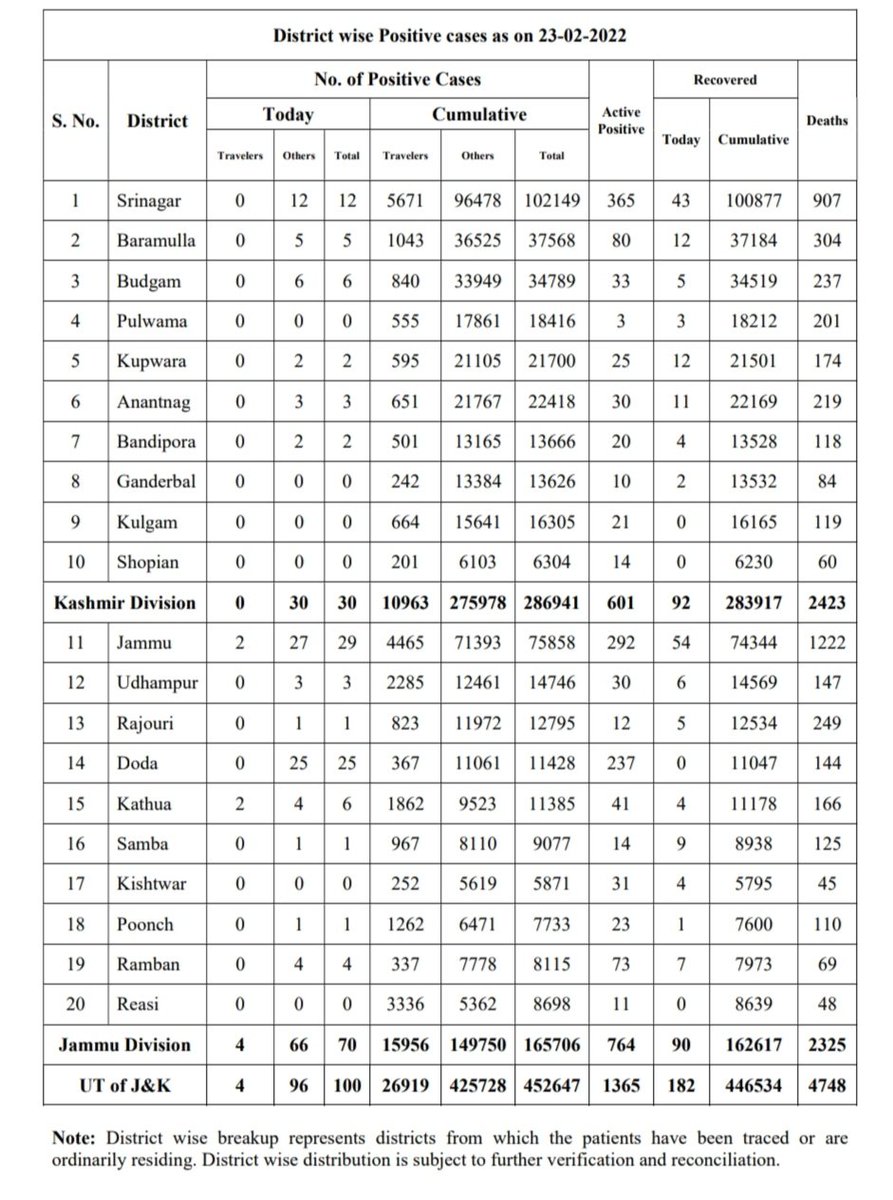 District wise Positive cases as on 23-02-2022
S. No. District No. of Positive Cases Active Positive Recovered Deaths
Today Cumulative Today Cumulative
Travelers Others Total Travelers Others Total
1 Srinagar 0 12 12 5671 96478 102149 365 43 100877 907
2 Baramulla 0 5 5 1043 36525 37568 80 12 37184 304
3 Budgam 0 6 6 840 33949 34789 33 5 34519 237
4 Pulwama 0 0 0 555 17861 18416 3 3 18212 201
5 Kupwara 0 2 2 595 21105 21700 25 12 21501 174
6 Anantnag 0 3 3 651 21767 22418 30 11 22169 219
7 Bandipora 0 2 2 501 13165 13666 20 4 13528 118
8 Ganderbal 0 0 0 242 13384 13626 10 2 13532 84
9 Kulgam 0 0 0 664 15641 16305 21 0 16165 119
10 Shopian 0 0 0 201 6103 6304 14 0 6230 60
Kashmir Division 0 30 30 10963 275978 286941 601 92 283917 2423
11 Jammu 2 27 29 4465 71393 75858 292 54 74344 1222
12 Udhampur 0 3 3 2285 12461 14746 30 6 14569 147
13 Rajouri 0 1 1 823 11972 12795 12 5 12534 249
14 Doda 0 25 25 367 11061 11428 237 0 11047 144
15 Kathua 2 4 6 1862 9523 11385 41 4 11178 166
16 Samba 0 1 1 967 8110 9077 14 9 8938 125
17 Kishtwar 0 0 0 252 5619 5871 31 4 5795 45
18 Poonch 0 1 1 1262 6471 7733 23 1 7600 110
19 Ramban 0 4 4 337 7778 8115 73 7 7973 69
20 Reasi 0 0 0 3336 5362 8698 11 0 8639 48
Jammu Division 4 66 70 15956 149750 165706 764 90 162617 2325
UT of J&K 4 96 100 26919 425728 452647 1365 182 446534 4748
Note: District wise breakup represents districts from which the patients have been traced or are
ordinarily residing. District wise distribution is subject to further verification and reconciliation.